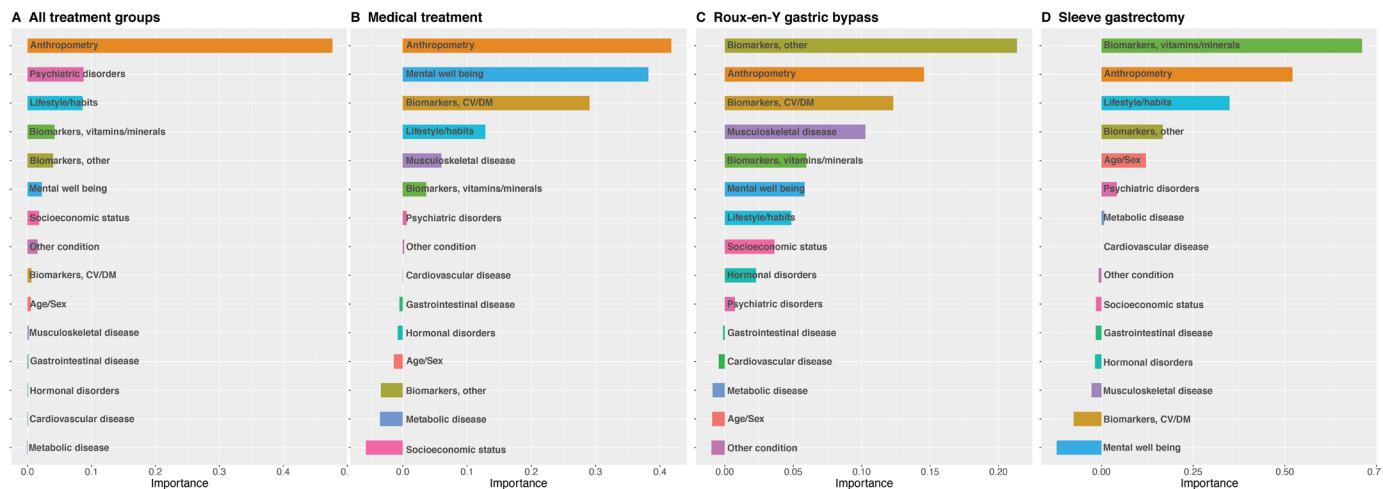 A All treatment groups
Anthropometry
Psychiatric disorders
Lifestyle/habits
Biomarkers, vitamins/minerals
Biomarkers, other
Mental well being
Socioeconomic status
Other condition
Biomarkers, CV/DM
Age/Sex
Musculoskeletal disease
Gastrointestinal disease
Hormonal disorders
Cardiovascular disease
Metabolic disease
0.0 0.1 0.2 0.3 0.4 0.
Importance
B Medical treatment
Anthropometry
Mental well being
Biomarkers, CV/DM
Lifestyle/habits
Musculoskeletal disease
Biomarkers, vitamins/minerals
Psychiatric disorders
Other condition
Cardiovascular disease
Gastrointestinal disease
Hormonal disorders
Age/Sex
Biomarkers, other
Metabolic disease
Socioeconomic status
0.0 0.1 0.2 0.3 0.4
Importance
C Roux-en-Y gastric bypass
Biomarkers, other
Anthropometry
Biomarkers, CV/DM
Musculoskeletal disease
Biomarkers, vitamins/minerals
Mental well being
Lifestyle/habits
Socioeconomic status
Hormonal disorders
Psychiatric disorders
Gastrointestinal disease
Cardiovascular disease
Metabolic disease
Age/Sex
Other condition
0.00 0.05 0.10 0.15 0.20
Importance
D Sleeve gastrectomy
Biomarkers, vitamins/minerals
Anthropometry
Lifestyle/habits
Biomarkers, other
Age/Sex
Psychiatric disorders
Metabolic disease
Cardiovascular disease
Other condition
Socioeconomic status
Gastrointestinal disease
Hormonal disorders
Musculoskeletal disease
Biomarkers, CV/DM
Mental well being
0.00 0.25 0.50 0.7
Importance